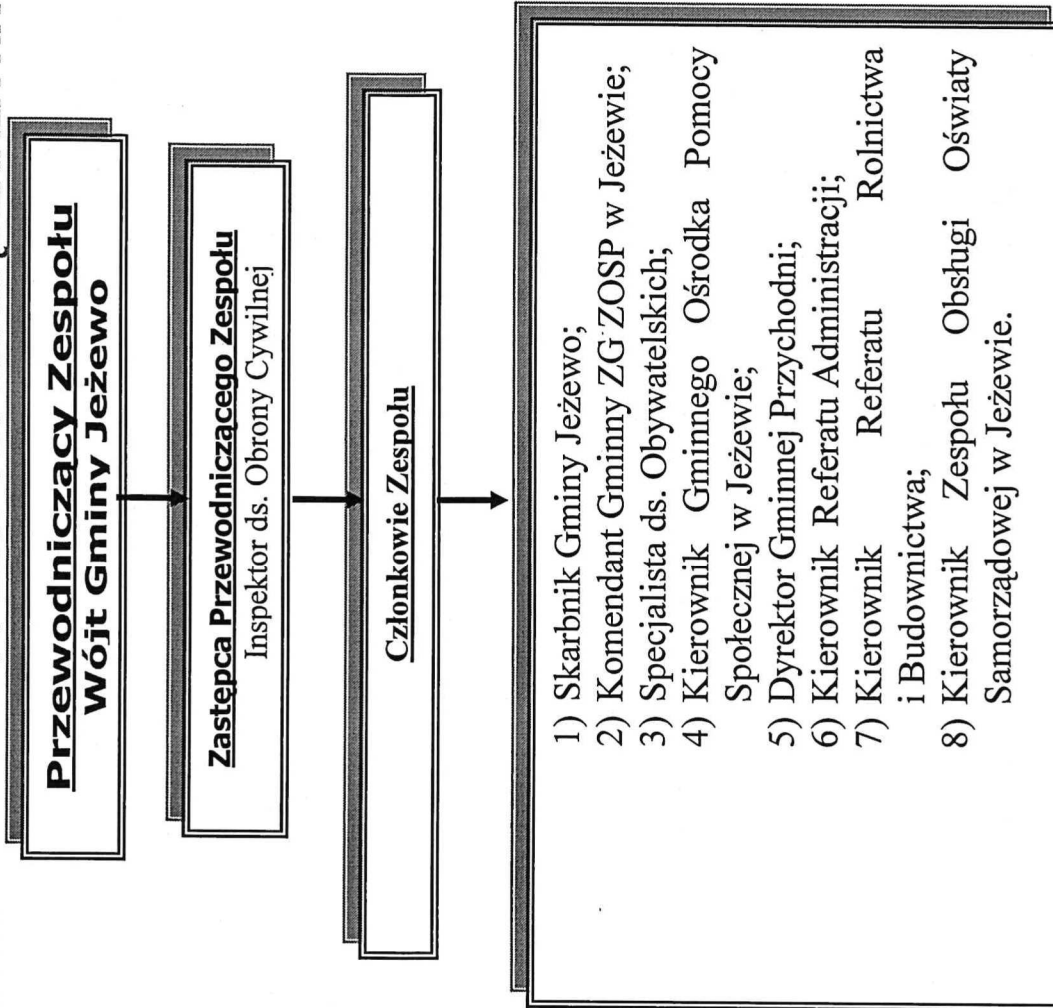 Przewodniczący Zespołu
Wójt Gminy Jeżewo
Zastępca Przewodniczącego Zespołu
Inspektor ds. Obrony Cywilnej
Członkowie Zespołu
1) Skarbnik Gminy Jeżewo;
2) Komendant Gminny ZG ZOSP w Jeżewie;
3) Specjalista ds. Obywatelskich;
4) Kierownik Gminnego Ośrodka Pomocy
Społecznej w Jeżewie;
5) Dyrektor Gminnej Przychodni;
6) Kierownik Referatu Administracji;
7) Kierownik Referatu Rolnictwa
i Budownictwa;
8) Kierownik Zespołu Obsługi Oświaty
Samorządowej w Jeżewie.